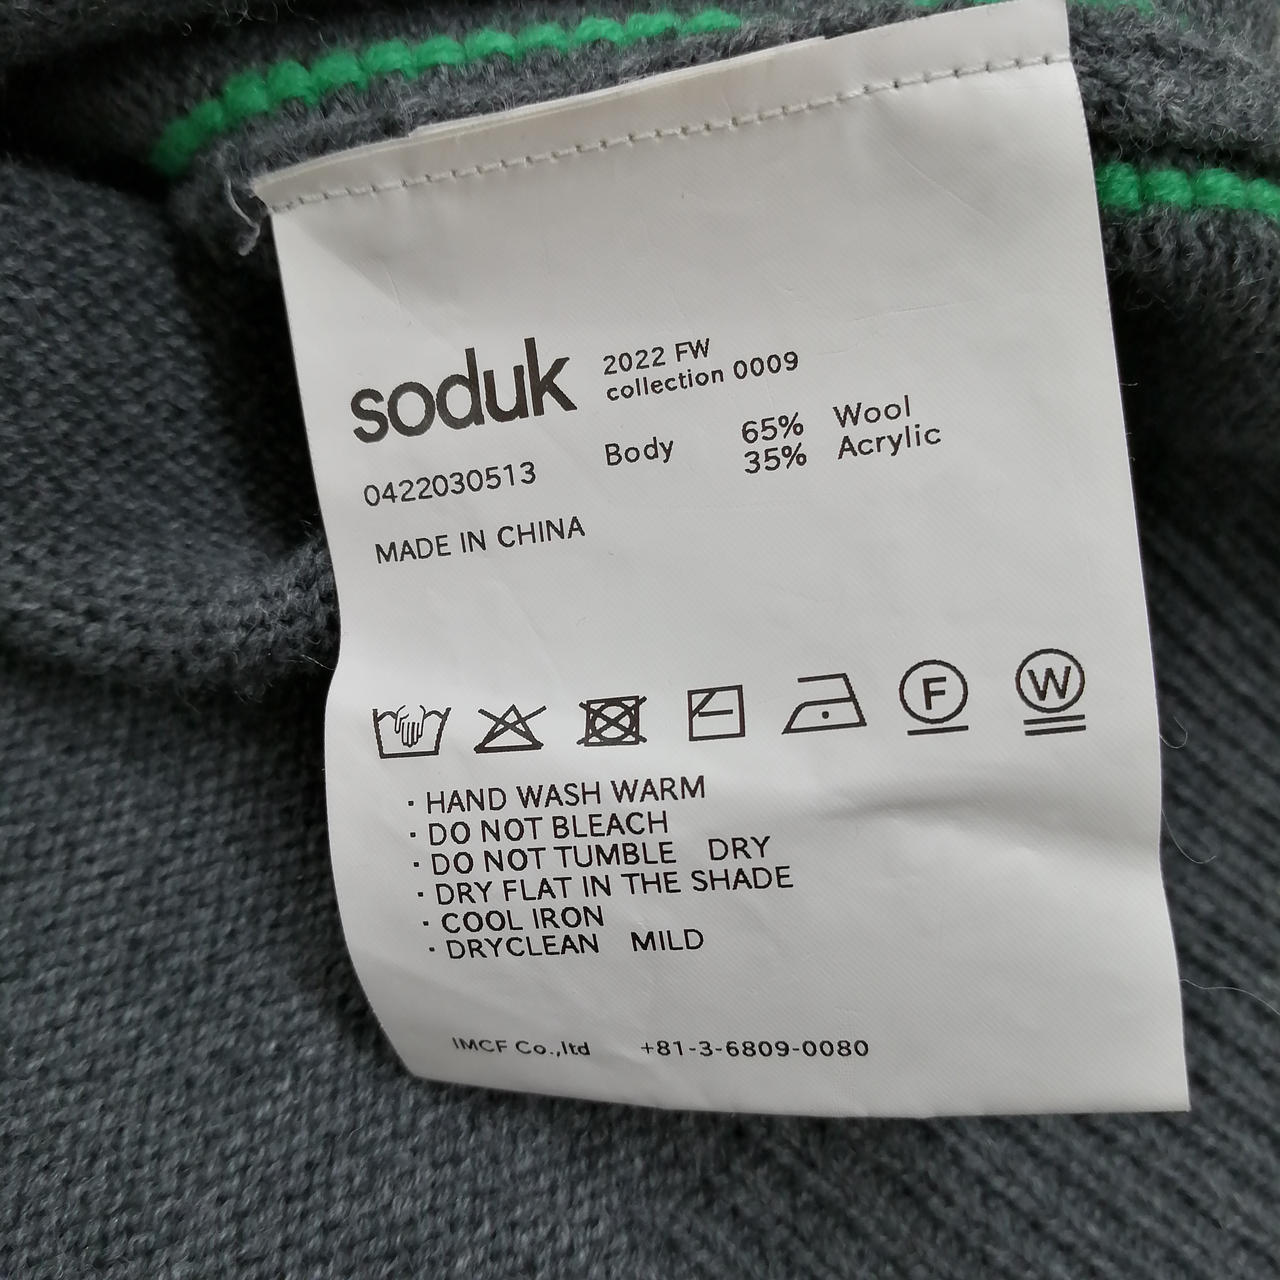 soduk
2022 FW
collection 0009
Body 65% Wool
35% Acrylic
0422030513
MADE IN CHINA
F W
· HAND WASH WARM
· DO NOT BLEACH
· DO NOT TUMBLE DRY
· DRY FLAT IN THE SHADE
· COOL IRON
· DRYCLEAN MILD
IMCF Co.,ltd +81-3-6809-0080